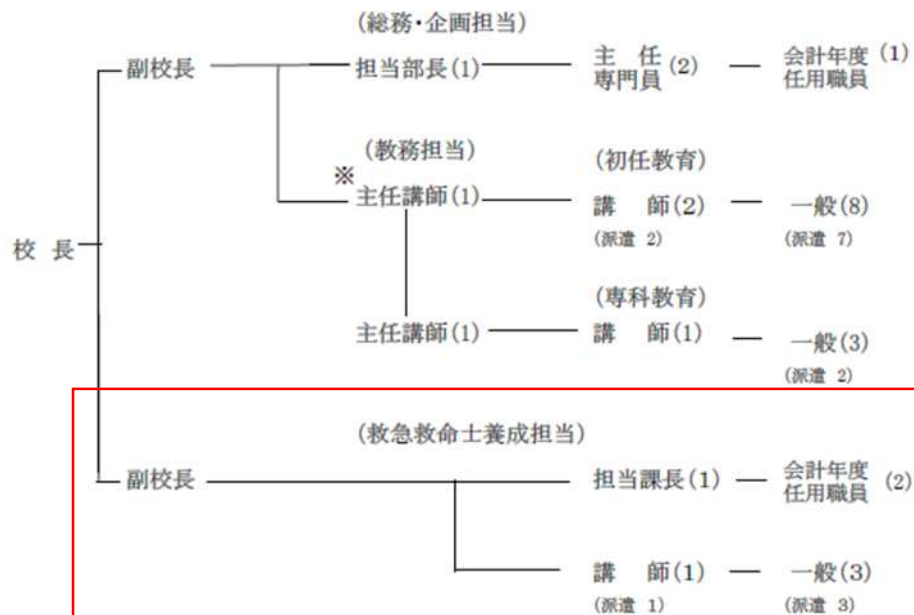 (総務・企画担当)
副校長 担当部長(1) 主 任 専門員 (2) 会計年度 任用職員 (1)
(教務担当) (初任教育)
※ 主任講師(1) 講 師(2) 一般(8)
(派遣 2) (派遣 7)
校 長
(専科教育)
主任講師(1) 講 師(1) 一般(3)
(派遣 2)
(救急救命士養成担当)
副校長 担当課長(1) 会計年度 任用職員 (2)
講 師(1) 一般(3)
(派遣 1) (派遣 3)